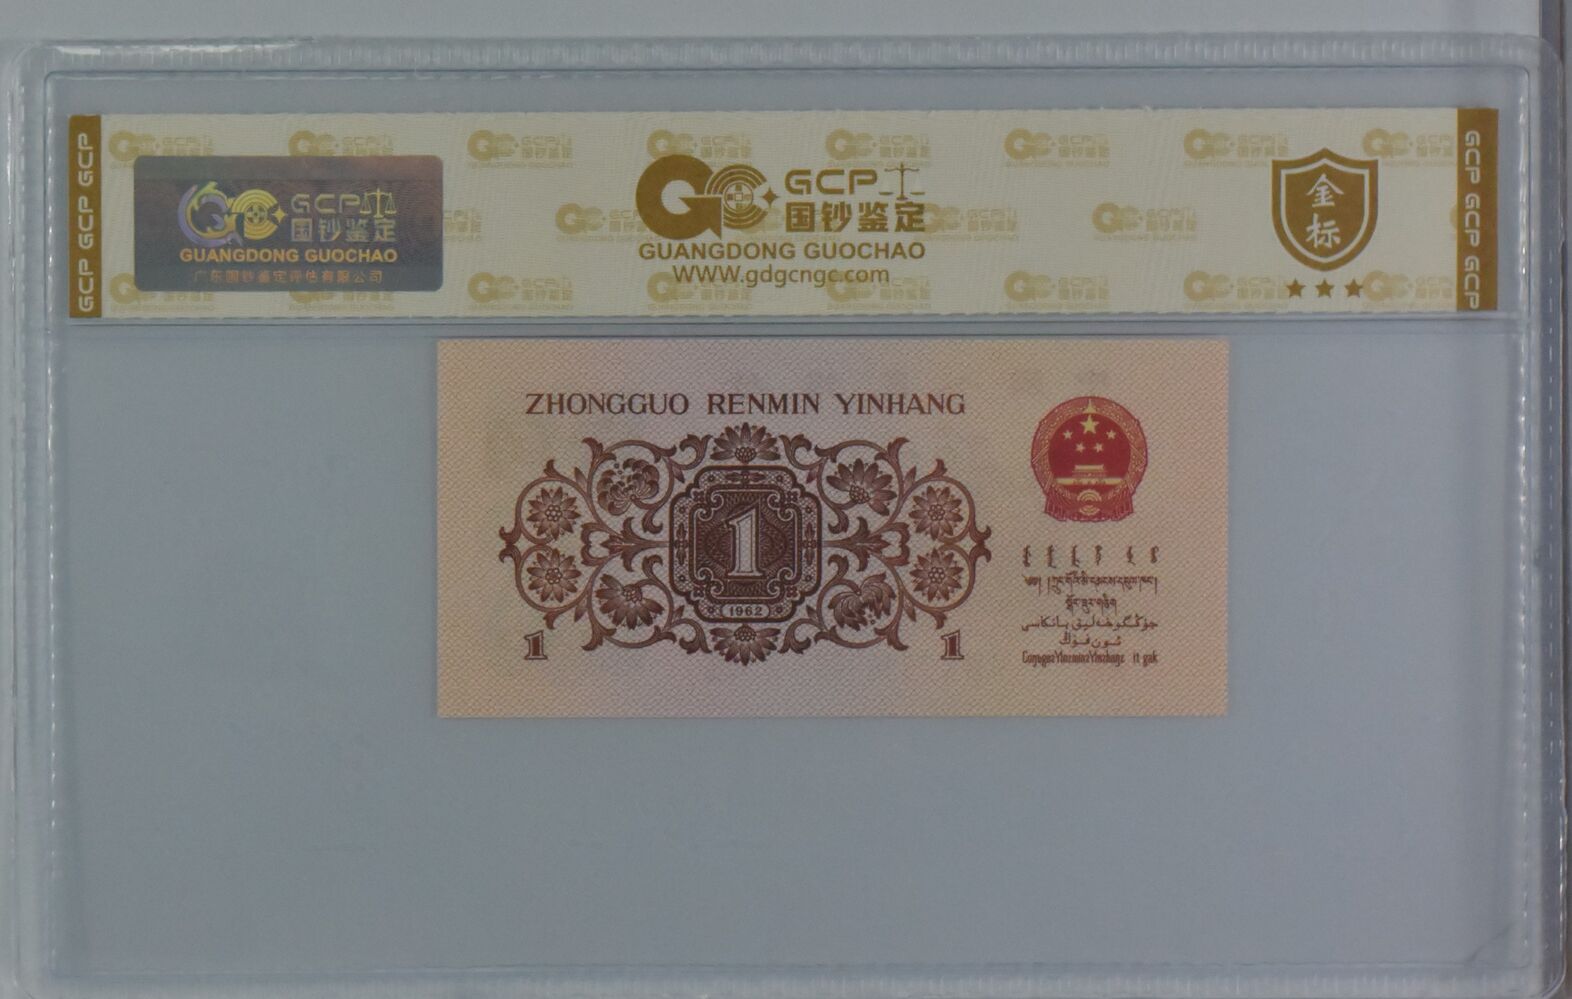 GCP GCP GCP
GCP
国钞鉴定
GUANGDONG GUOCHAO
广东国钞鉴定评估有限公司
GCP
国钞鉴定
GUANGDONG GUOCHAO
WWW.gdgcngc.com
金
标
GCP GCP GCP
ZHONGGUO RENMIN YINHANG
1
1962
1
1
جۇڭگوخەلىق بانكىسى